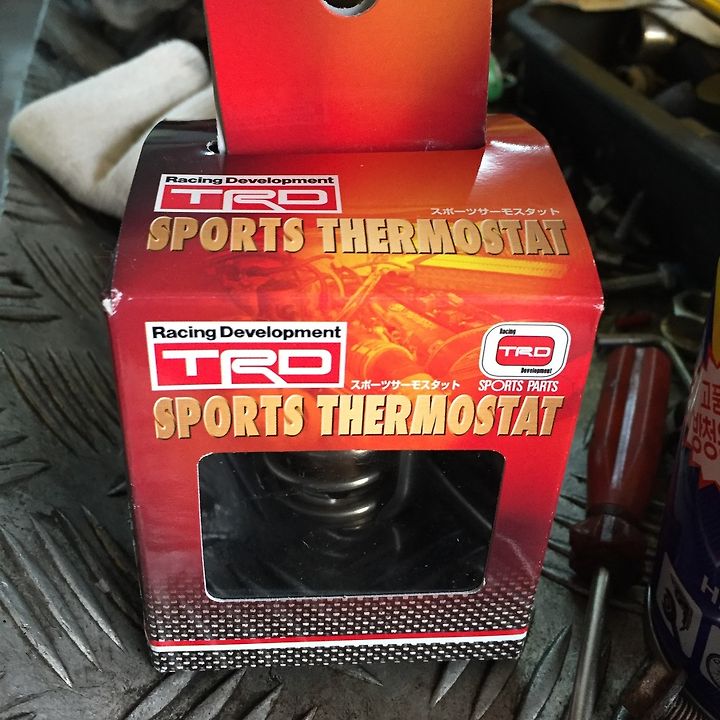 Racing Development
TRD
スポーツサーモスタット
SPORTS THERMOSTAT
Racing Development
TRD
スポーツサーモスタット
Racing
TRD
Development
SPORTS PARTS
SPORTS THERMOSTAT